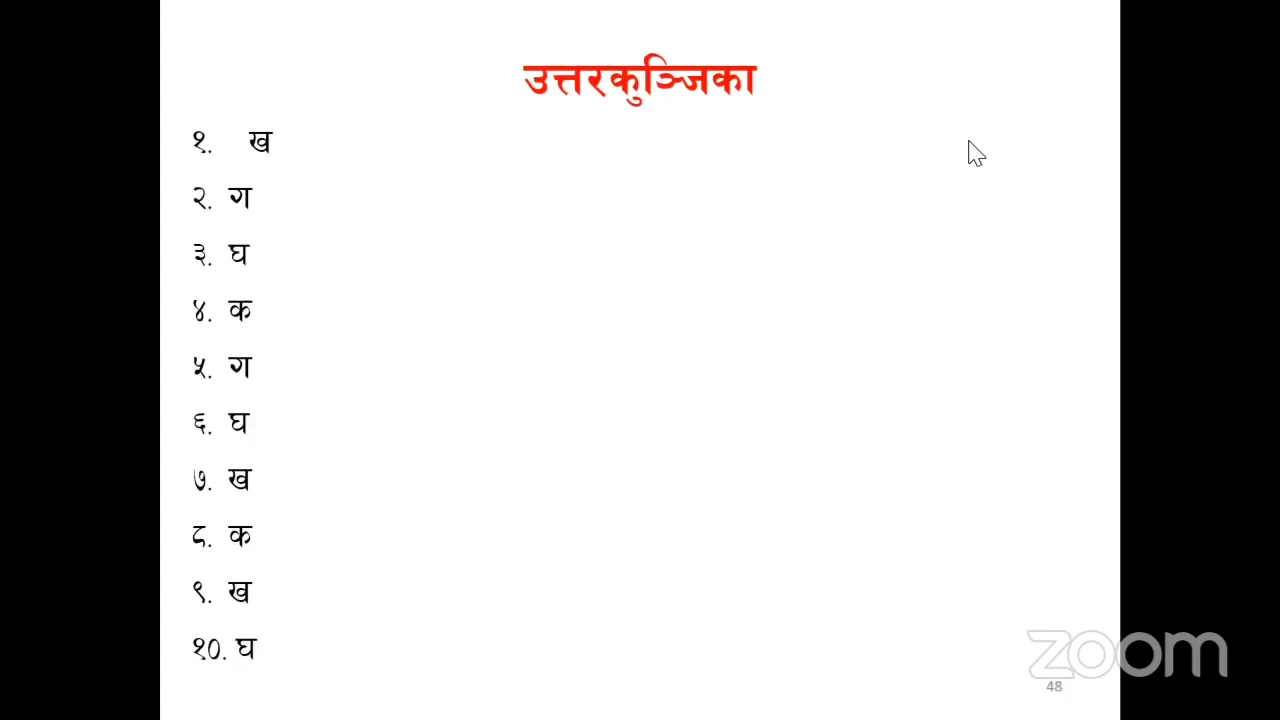 उत्तरकुञ्जिका
१. ख
२. ग
३. घ
४. क
५. ग
६. घ
७. ख
८. क
९. ख
१०. घ
zoom
48